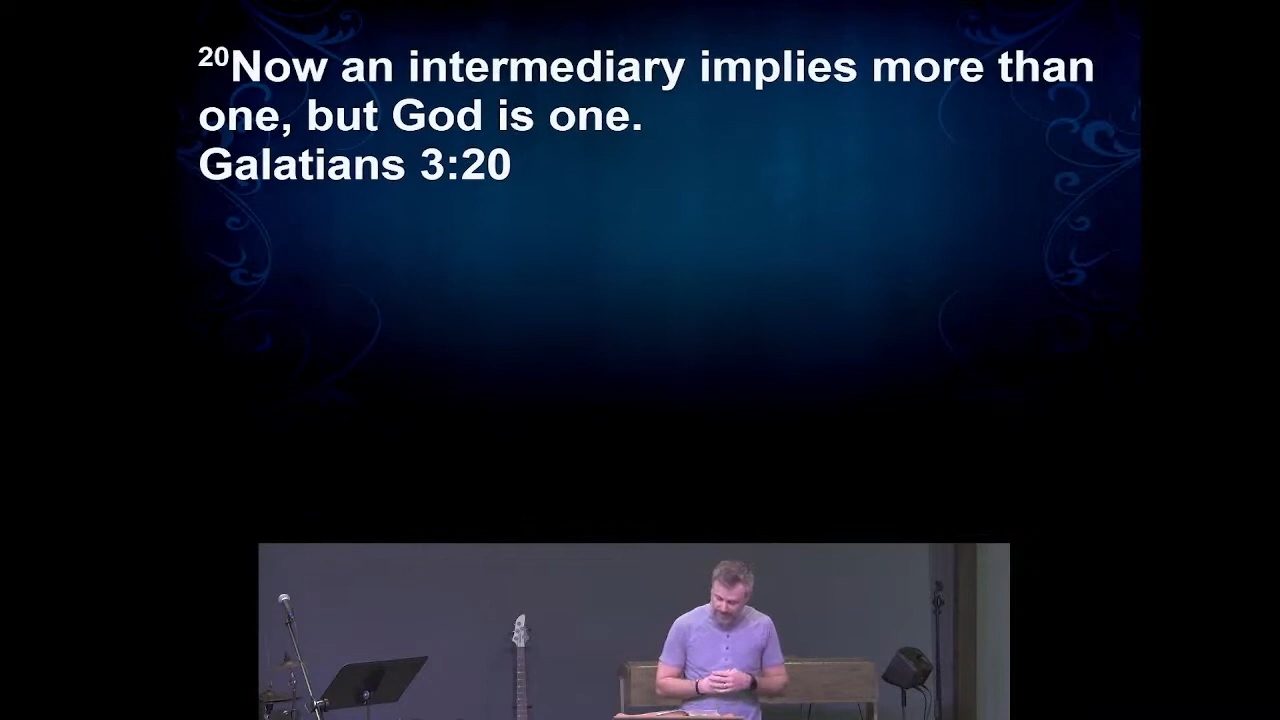 20Now an intermediary implies more than
one, but God is one.
Galatians 3:20